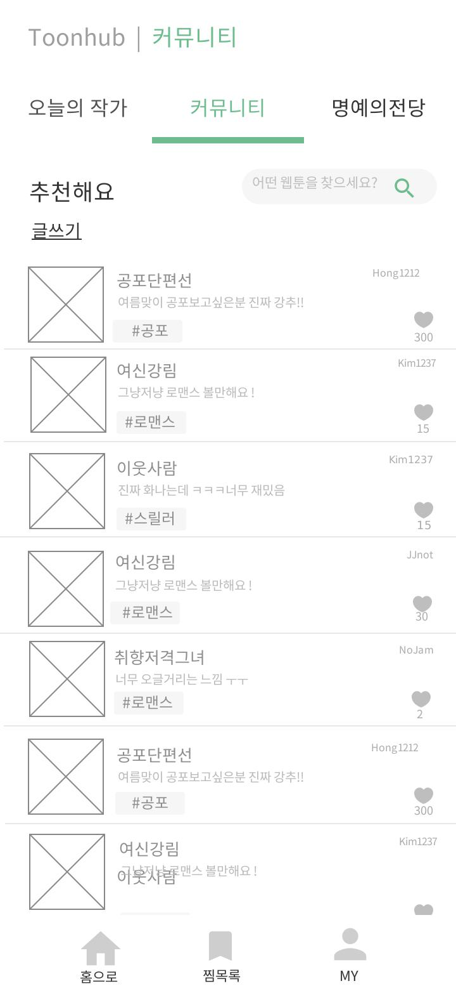 Toonhub | 커뮤니티
오늘의 작가 커뮤니티 명예의전당
추천해요 어떤 웹툰을 찾으세요?
글쓰기
공포단편선 Hong1212
여름맞이 공포보고싶은분 진짜 강추!!
#공포 300
여신강림 Kim1237
그냥저냥 로맨스 볼만해요 !
#로맨스 15
이웃사람 Kim1237
진짜 화나는데 ㅋㅋㅋ너무 재밌음
#스릴러 15
여신강림 JJnot
그냥저냥 로맨스 볼만해요 !
#로맨스 30
취향저격그녀 NoJam
너무 오글거리는 느낌 ㅜㅜ
#로맨스 2
공포단편선 Hong1212
여름맞이 공포보고싶은분 진짜 강추!!
#공포 300
여신강림 Kim1237
그냥저냥 로맨스 볼만해요 !
이웃사람
홈으로 찜목록 MY